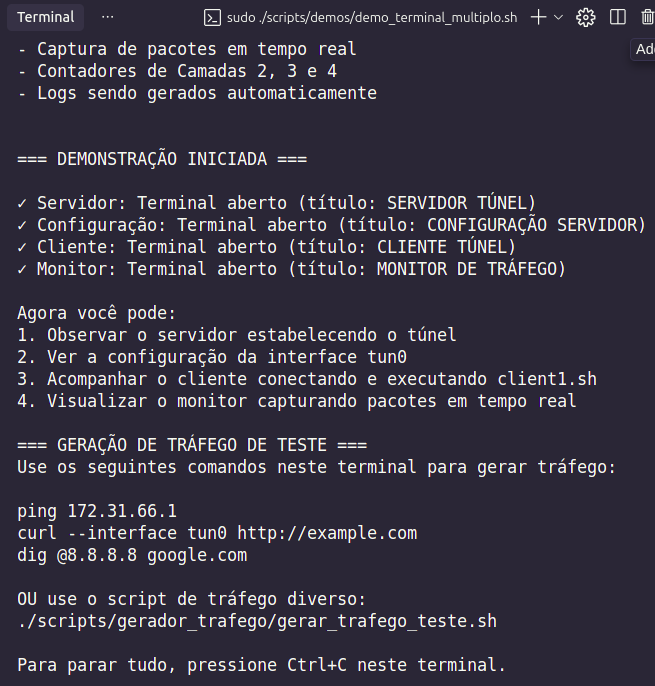 Terminal ... sudo ./scripts/demos/demo_terminal_multiplo.sh
Ad
- Captura de pacotes em tempo real
- Contadores de Camadas 2, 3 e 4
- Logs sendo gerados automaticamente
=== DEMONSTRAÇÃO INICIADA ===
✓ Servidor: Terminal aberto (título: SERVIDOR TÚNEL)
✓ Configuração: Terminal aberto (título: CONFIGURAÇÃO SERVIDOR)
✓ Cliente: Terminal aberto (título: CLIENTE TÚNEL)
✓ Monitor: Terminal aberto (título: MONITOR DE TRÁFEGO)
Agora você pode:
1. Observar o servidor estabelecendo o túnel
2. Ver a configuração da interface tun0
3. Acompanhar o cliente conectando e executando client1.sh
4. Visualizar o monitor capturando pacotes em tempo real
=== GERAÇÃO DE TRÁFEGO DE TESTE ===
Use os seguintes comandos neste terminal para gerar tráfego:
ping 172.31.66.1
curl --interface tun0 http://example.com
dig @8.8.8.8 google.com
OU use o script de tráfego diverso:
./scripts/gerador_trafego/gerar_trafego_teste.sh
Para parar tudo, pressione Ctrl+C neste terminal.